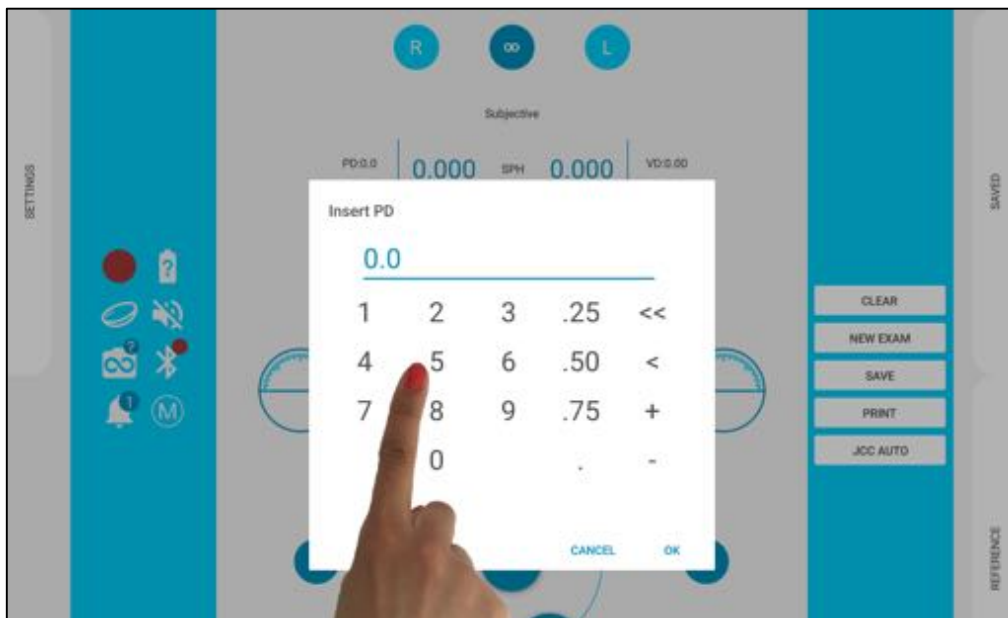 R ∞ L
Subjective
PD:0.0 0.000 SPH 0.000 VD:0.00
SETTINGS
SAVED
Insert PD
0.0
1 2 3 .25 <<
4 5 6 .50 <
7 8 9 .75 +
0 . -
CANCEL OK
?
?
1
M
CLEAR
NEW EXAM
SAVE
PRINT
JCC AUTO
REFERENCE